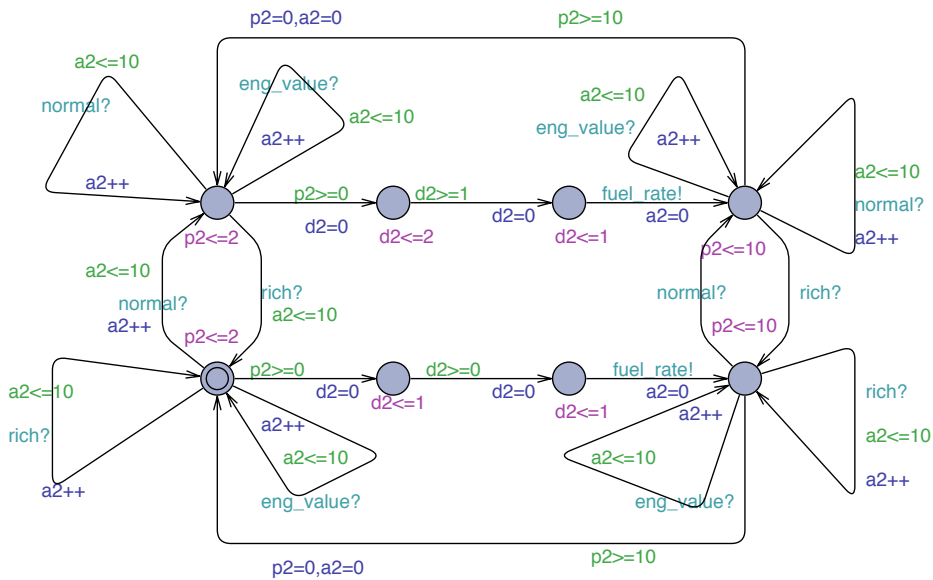 p2=0,a2=0
p2>=10
a2<=10
eng_value?
normal?
a2<=10
a2++
a2++
a2<=10
eng_value?
a2++
a2<=10
normal?
a2++
p2>=0
d2>=1
fuel_rate!
d2=0
d2=0
a2=0
p2<=2
d2<=2
d2<=1
p2<=10
a2<=10
normal?
a2++
rich?
a2<=10
normal?
rich?
p2<=2
p2<=10
p2>=0
d2>=0
fuel_rate!
d2=0
d2=0
a2=0
d2<=1
d2<=1
a2<=10
rich?
a2++
a2++
a2<=10
eng_value?
a2++
a2<=10
eng_value?
rich?
a2<=10
a2++
p2=0,a2=0
p2>=10